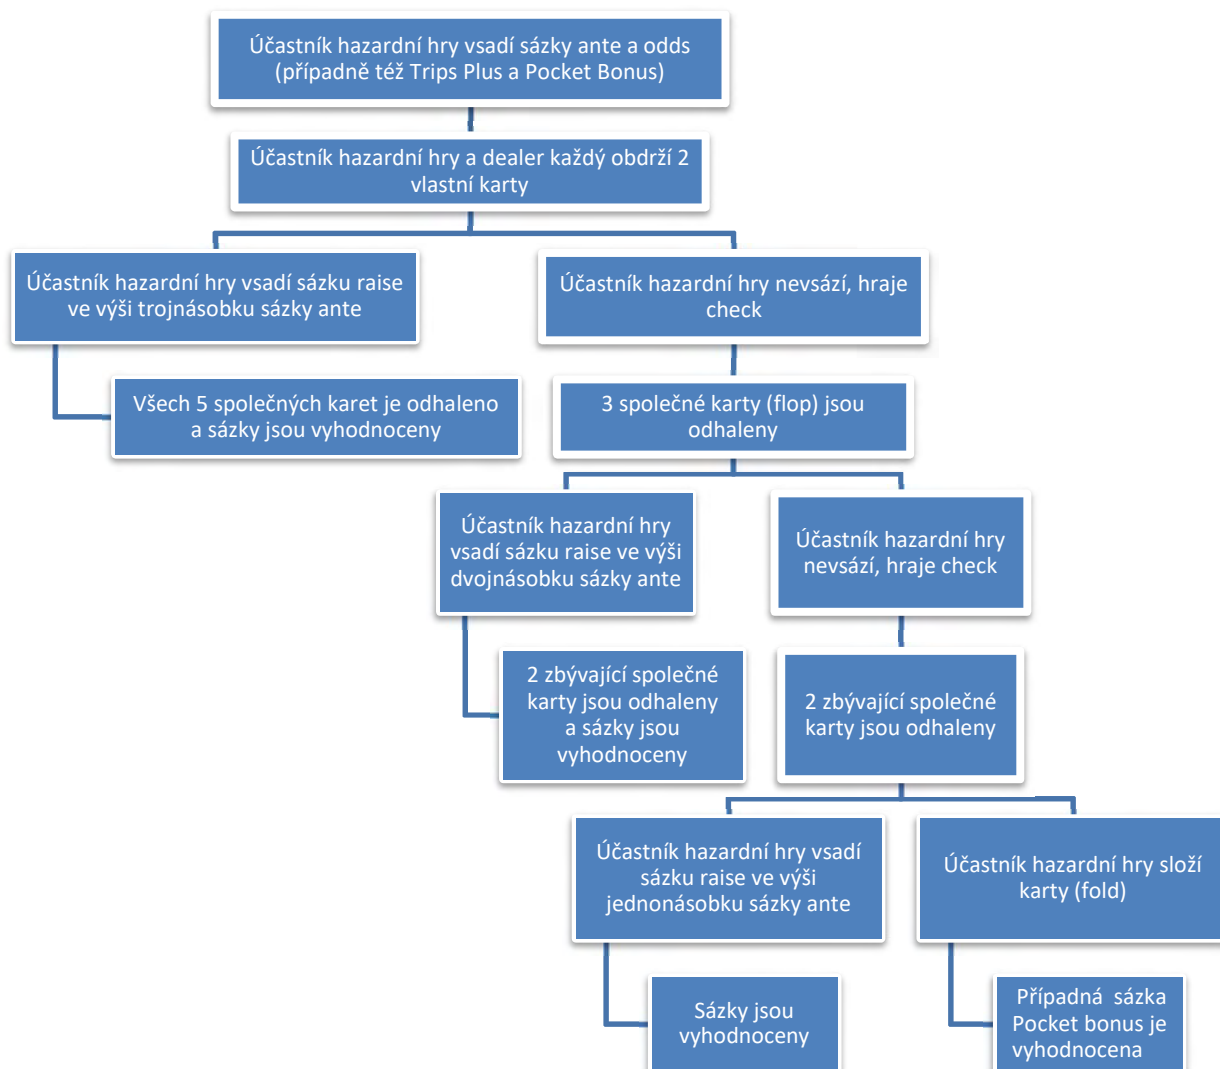 Účastník hazardní hry vsadí sázky ante a odds
(případně též Trips Plus a Pocket Bonus)
Účastník hazardní hry a dealer každý obdrží 2
vlastní karty
Účastník hazardní hry vsadí sázku raise
ve výši trojnásobku sázky ante
Účastník hazardní hry nevsází, hraje
check
Všech 5 společných karet je odhaleno
a sázky jsou vyhodnoceny
3 společné karty (flop) jsou
odhaleny
Účastník hazardní hry
vsadí sázku raise ve výši
dvojnásobku sázky ante
Účastník hazardní hry
nevsází, hraje check
2 zbývající společné
karty jsou odhaleny
a sázky jsou
vyhodnoceny
2 zbývající společné
karty jsou odhaleny
Účastník hazardní hry vsadí
sázku raise ve výši
jednonásobku sázky ante
Účastník hazardní hry složí
karty (fold)
Sázky jsou
vyhodnoceny
Případná sázka
Pocket bonus je
vyhodnocena